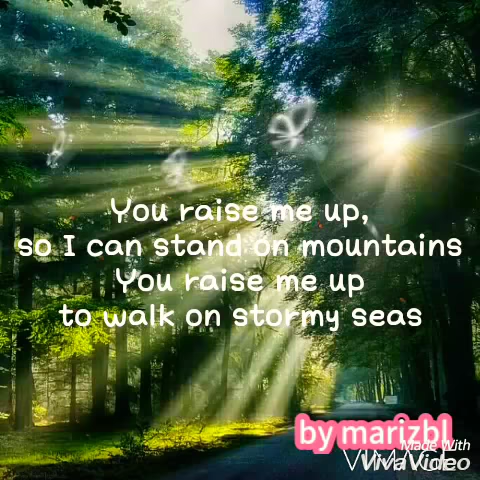 You raise me up,
so I can stand on mountains
You raise me up
to walk on stormy seas
by marizbl
Made With
VivaVideo